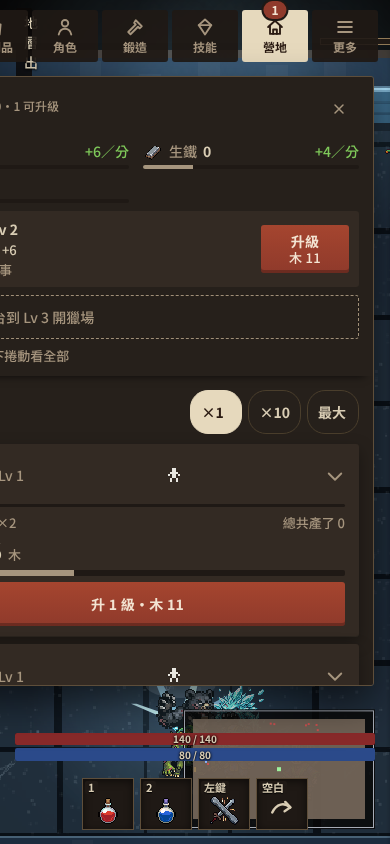 1
品
角色
鍛造
技能
營地
更多
出
・1 可升級
×
+6／分
生鐵 0
+4／分
Lv 2
+6
事
升級
木 11
到 Lv 3 開獵場
下捲動看全部
×1
×10
最大
Lv 1
×2
總共產了 0
木
升 1 級・木 11
Lv 1
140 / 140
80 / 80
1
2
左鍵
空白